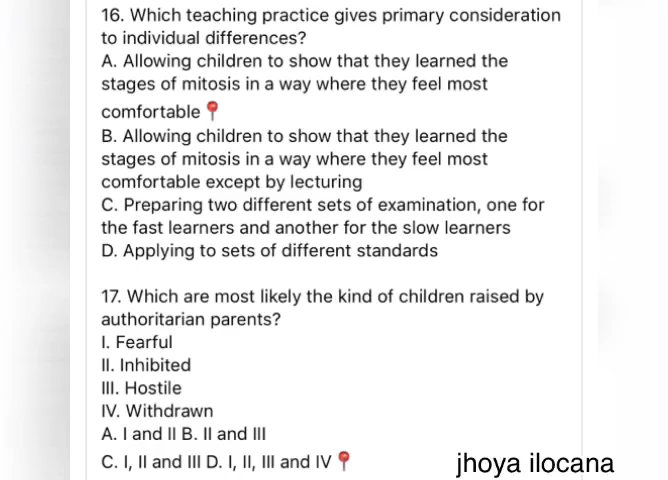 16. Which teaching practice gives primary consideration
to individual differences?
A. Allowing children to show that they learned the
stages of mitosis in a way where they feel most
comfortable📍
B. Allowing children to show that they learned the
stages of mitosis in a way where they feel most
comfortable except by lecturing
C. Preparing two different sets of examination, one for
the fast learners and another for the slow learners
D. Applying to sets of different standards
17. Which are most likely the kind of children raised by
authoritarian parents?
I. Fearful
II. Inhibited
III. Hostile
IV. Withdrawn
A. I and II B. II and III
C. I, II and III D. I, II, III and IV📍
jhoya ilocana